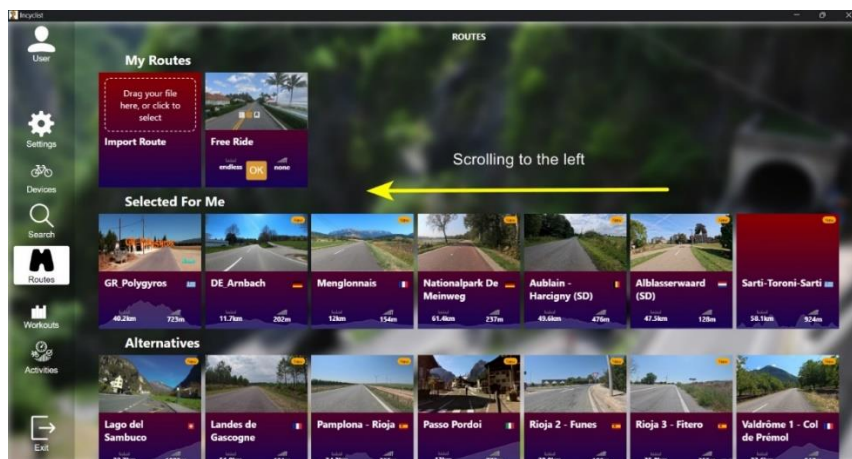 Incyclist
ROUTES
User
My Routes
Drag your file
here, or click to
select
Import Route
Free Ride
endless OK none
Settings
Scrolling to the left
Devices
Selected For Me
Search
Routes
GR_Polygyros
DE_Arnbach
Menglonnais
Nationalpark De
Meinweg
Aublain -
Harcigny (SD)
Alblasserwaard
(SD)
Sarti-Toroni-Sarti
40.2km 723m
11.7km 202m
12km 154m
61.4km 237m
49.6km 476m
47.5km 128m
58.1km 924m
Workouts
Alternatives
Activities
Lago del
Sambuco
Landes de
Gascogne
Pamplona - Rioja
Passo Pordoi
Rioja 2 - Funes
Rioja 3 - Fitero
Valdrôme 1 - Col
de Prémol
Exit